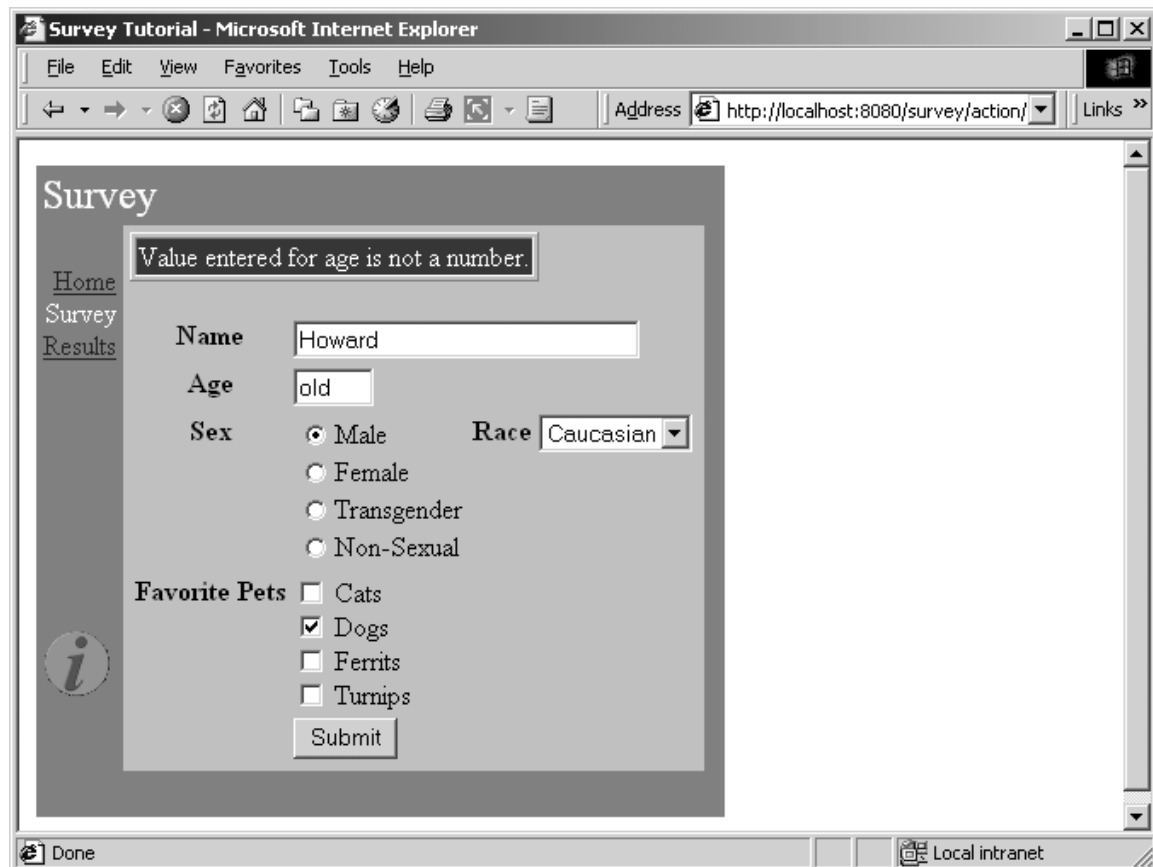 Survey Tutorial - Microsoft Internet Explorer
File Edit View Favorites Tools Help
Address http://localhost:8080/survey/action/ Links »
Survey
Value entered for age is not a number.
Home
Survey
Results
Name Howard
Age old
Sex Male Race Caucasian
Female
Transgender
Non-Sexual
Favorite Pets Cats
Dogs
Ferrits
Turnips
i
Submit
Done Local intranet